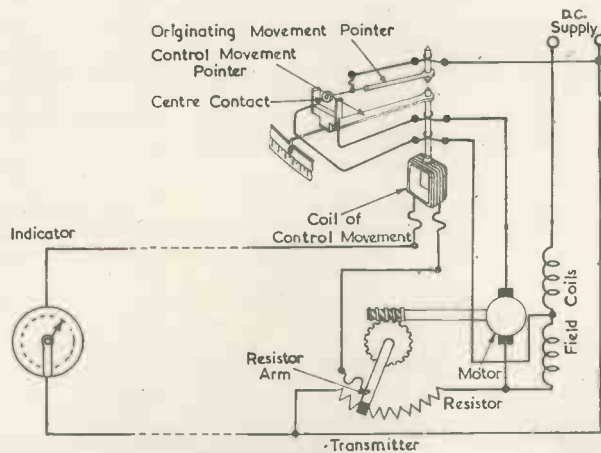 D.C.
Supply
Originating Movement Pointer
Control Movement
Pointer
Centre Contact
Coil of
Control Movement
Indicator
Field Coils
Motor
Resistor
Arm
Resistor
Transmitter